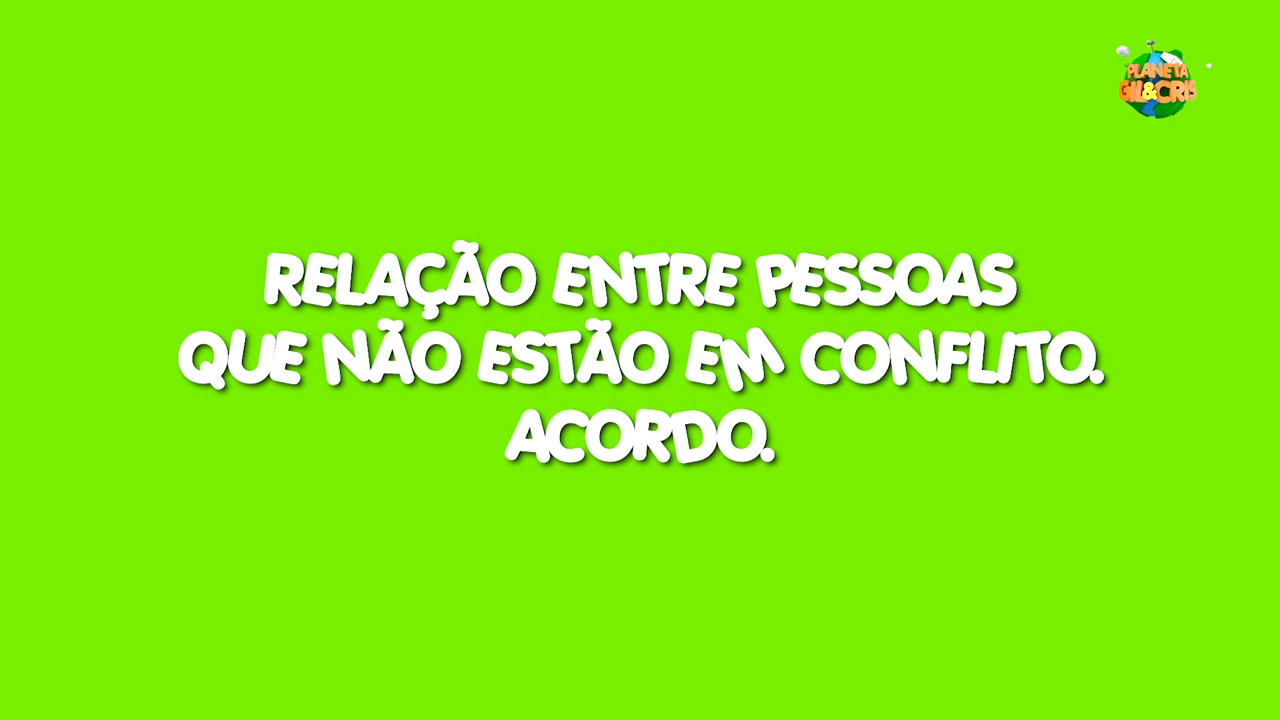 PLANETA
GIL&CRIS
RELAÇÃO ENTRE PESSOAS
QUE NÃO ESTÃO EM CONFLITO.
ACORDO.